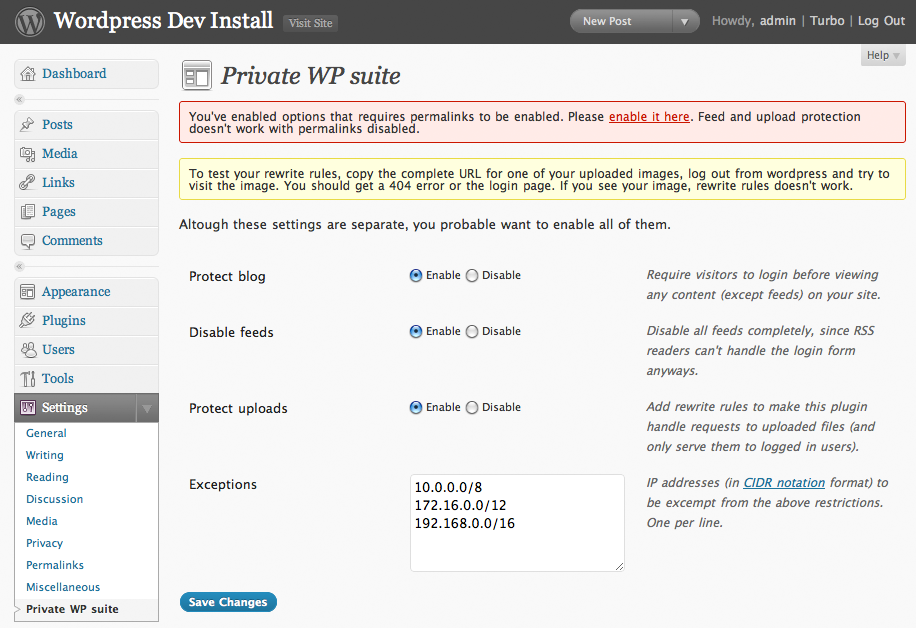 Wordpress Dev Install Visit Site New Post Howdy, admin | Turbo | Log Out
Help
Dashboard
Posts
Media
Links
Pages
Comments
Appearance
Plugins
Users
Tools
Settings
General
Writing
Reading
Discussion
Media
Privacy
Permalinks
Miscellaneous
Private WP suite
Private WP suite
You've enabled options that requires permalinks to be enabled. Please enable it here. Feed and upload protection
doesn't work with permalinks disabled.
To test your rewrite rules, copy the complete URL for one of your uploaded images, log out from wordpress and try to
visit the image. You should get a 404 error or the login page. If you see your image, rewrite rules doesn't work.
Altough these settings are separate, you probable want to enable all of them.
Protect blog
Enable Disable
Require visitors to login before viewing
any content (except feeds) on your site.
Disable feeds
Enable Disable
Disable all feeds completely, since RSS
readers can't handle the login form
anyways.
Protect uploads
Enable Disable
Add rewrite rules to make this plugin
handle requests to uploaded files (and
only serve them to logged in users).
Exceptions
10.0.0.0/8
172.16.0.0/12
192.168.0.0/16
IP addresses (in CIDR notation format) to
be excempt from the above restrictions.
One per line.
Save Changes